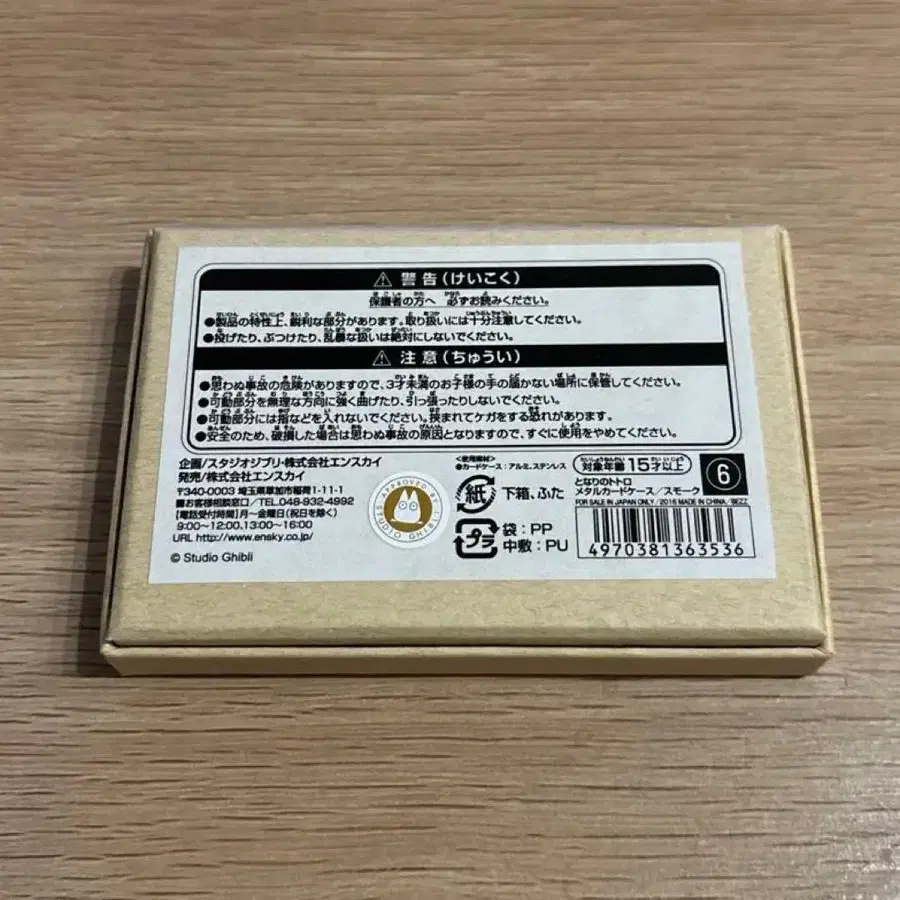 ⚠ 警告(けいこく)
保護者の方へ 必ずお読みください。
●製品の特性上、鋭利な部分があります。取り扱いには十分注意してください。
●投げたり、ぶつけたり、乱暴な扱いは絶対にしないでください。
⚠ 注意(ちゅうい)
●思わぬ事故の危険がありますので、3才未満のお子様の手の届かない場所に保管してください。
●可動部分を無理な方向に強く曲げたり、引っ張ったりしないでください。
●可動部分には指などを入れないでください。挟まれてケガをする恐れがあります。
●安全のため、破損した場合は思わぬ事故の原因となりますので、すぐに使用をやめてください。
企画/スタジオジブリ・株式会社エンスカイ
発売/株式会社エンスカイ
〒340-0003 埼玉県草加市稲荷1-11-1
■お客様相談窓口/TEL048-932-4992
[電話受付時間]月〜金曜日(祝日を除く)
9:00〜12:00,13:00〜16:00
URL http://www.ensky.co.jp/
© Studio Ghibli
APPROVED BY
STUDIO GHIBLI
<使用素材>
●カードケース:アルミ、ステンレス
紙 下箱、ふた
プラ 袋:PP
中敷:PU
対象年齢 15才以上
となりのトトロ
メタルカードケース/スモーク
FOR SALE IN JAPAN ONLY/2016 MADE IN CHINA/BEZZ
6
4970381363536